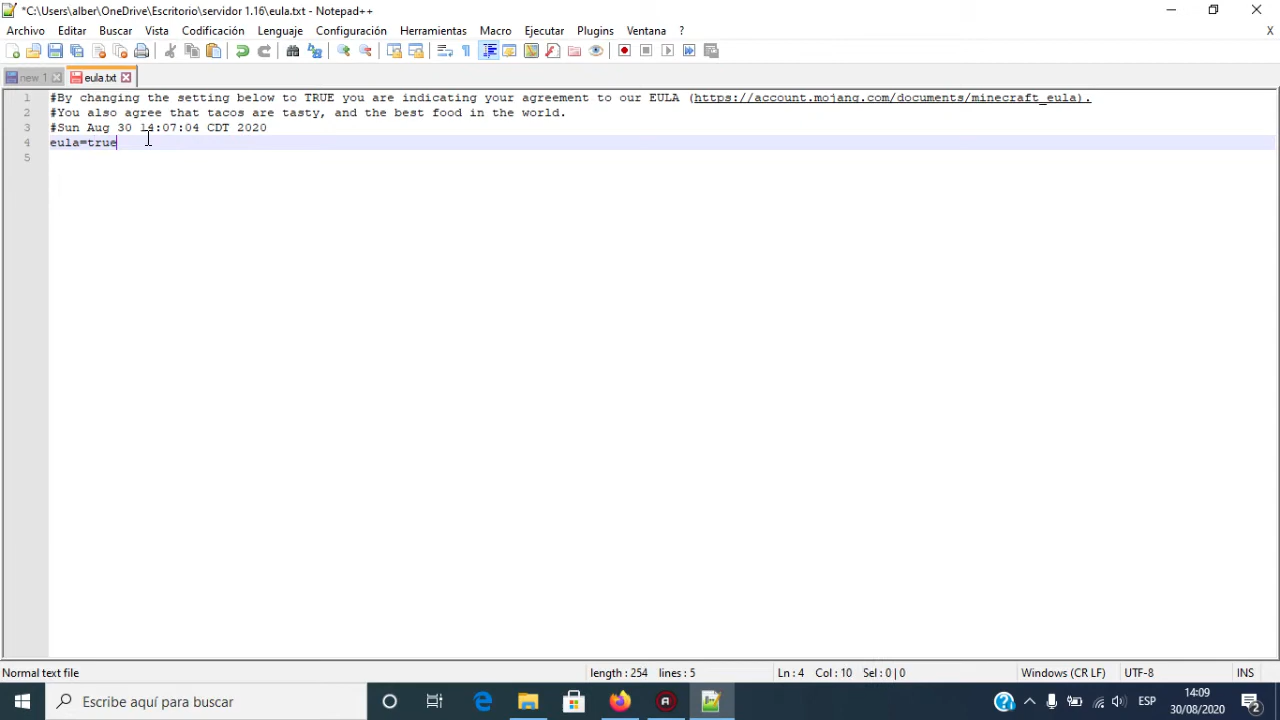 *C:\Users\alber\OneDrive\Escritorio\servidor 1.16\eula.txt - Notepad++
Archivo Editar Buscar Vista Codificación Lenguaje Configuración Herramientas Macro Ejecutar Plugins Ventana ? X
new 1 eula.txt
1 #By changing the setting below to TRUE you are indicating your agreement to our EULA (https://account.mojang.com/documents/minecraft_eula).
2 #You also agree that tacos are tasty, and the best food in the world.
3 #Sun Aug 30 14:07:04 CDT 2020
4 eula=true
5
Normal text file length : 254 lines : 5 Ln : 4 Col : 10 Sel : 0 | 0 Windows (CR LF) UTF-8 INS
Escribe aquí para buscar ESP 14:09
30/08/2020 2